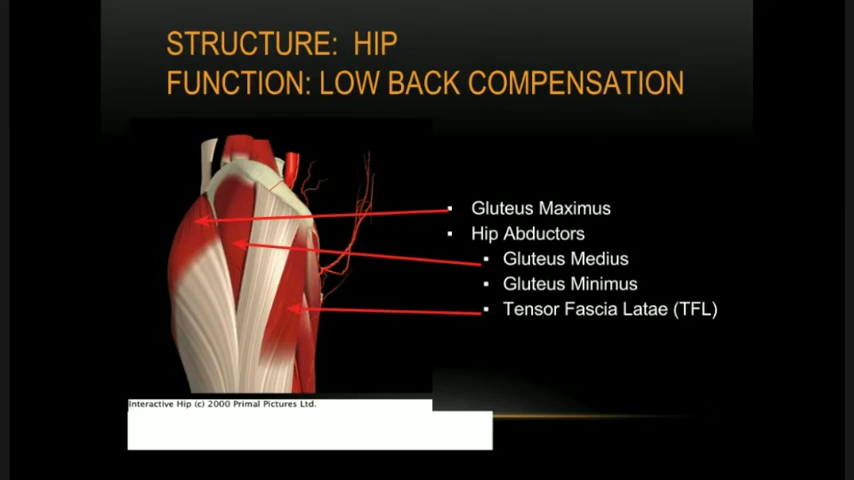 STRUCTURE: HIP
FUNCTION: LOW BACK COMPENSATION
▪ Gluteus Maximus
▪ Hip Abductors
▪ Gluteus Medius
▪ Gluteus Minimus
▪ Tensor Fascia Latae (TFL)
Interactive Hip (c) 2000 Primal Pictures Ltd.